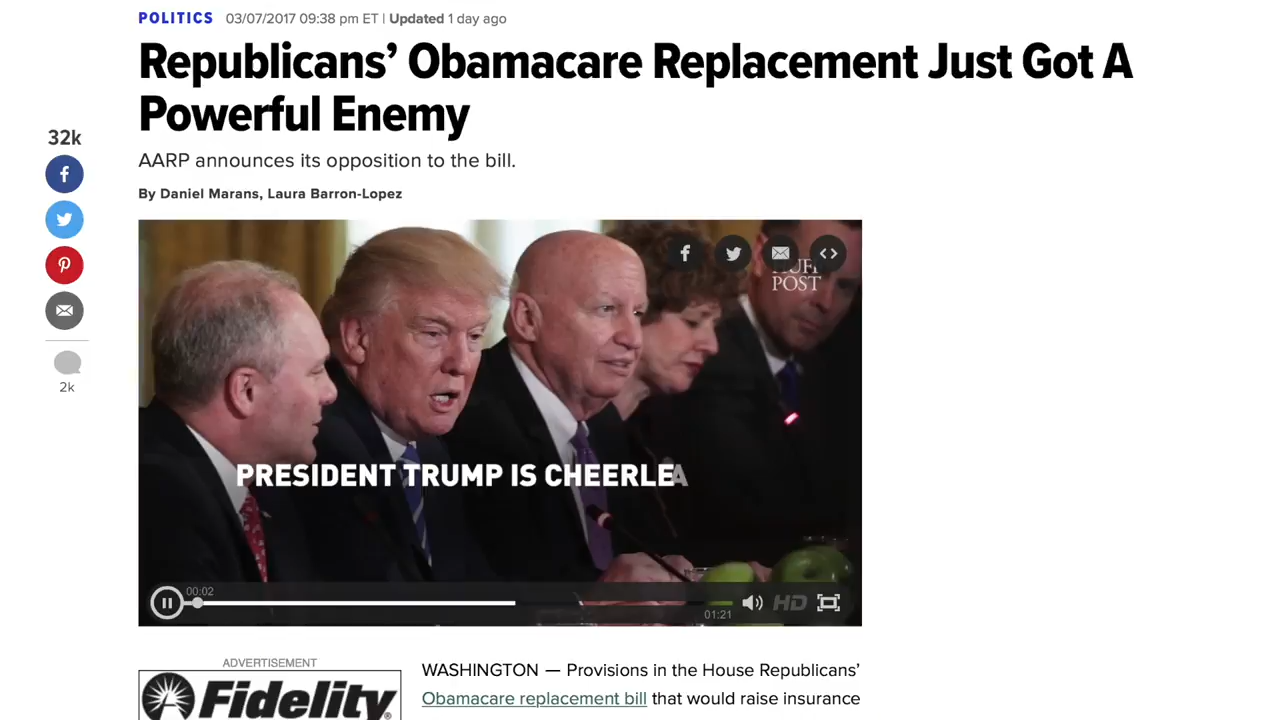 POLITICS 03/07/2017 09:38 pm ET | Updated 1 day ago
Republicans’ Obamacare Replacement Just Got A
Powerful Enemy
AARP announces its opposition to the bill.
By Daniel Marans, Laura Barron-Lopez
32k
2k
HUFF
POST
PRESIDENT TRUMP IS CHEERLEA
00:02
01:21
HD
ADVERTISEMENT
Fidelity
WASHINGTON — Provisions in the House Republicans’
Obamacare replacement bill that would raise insurance